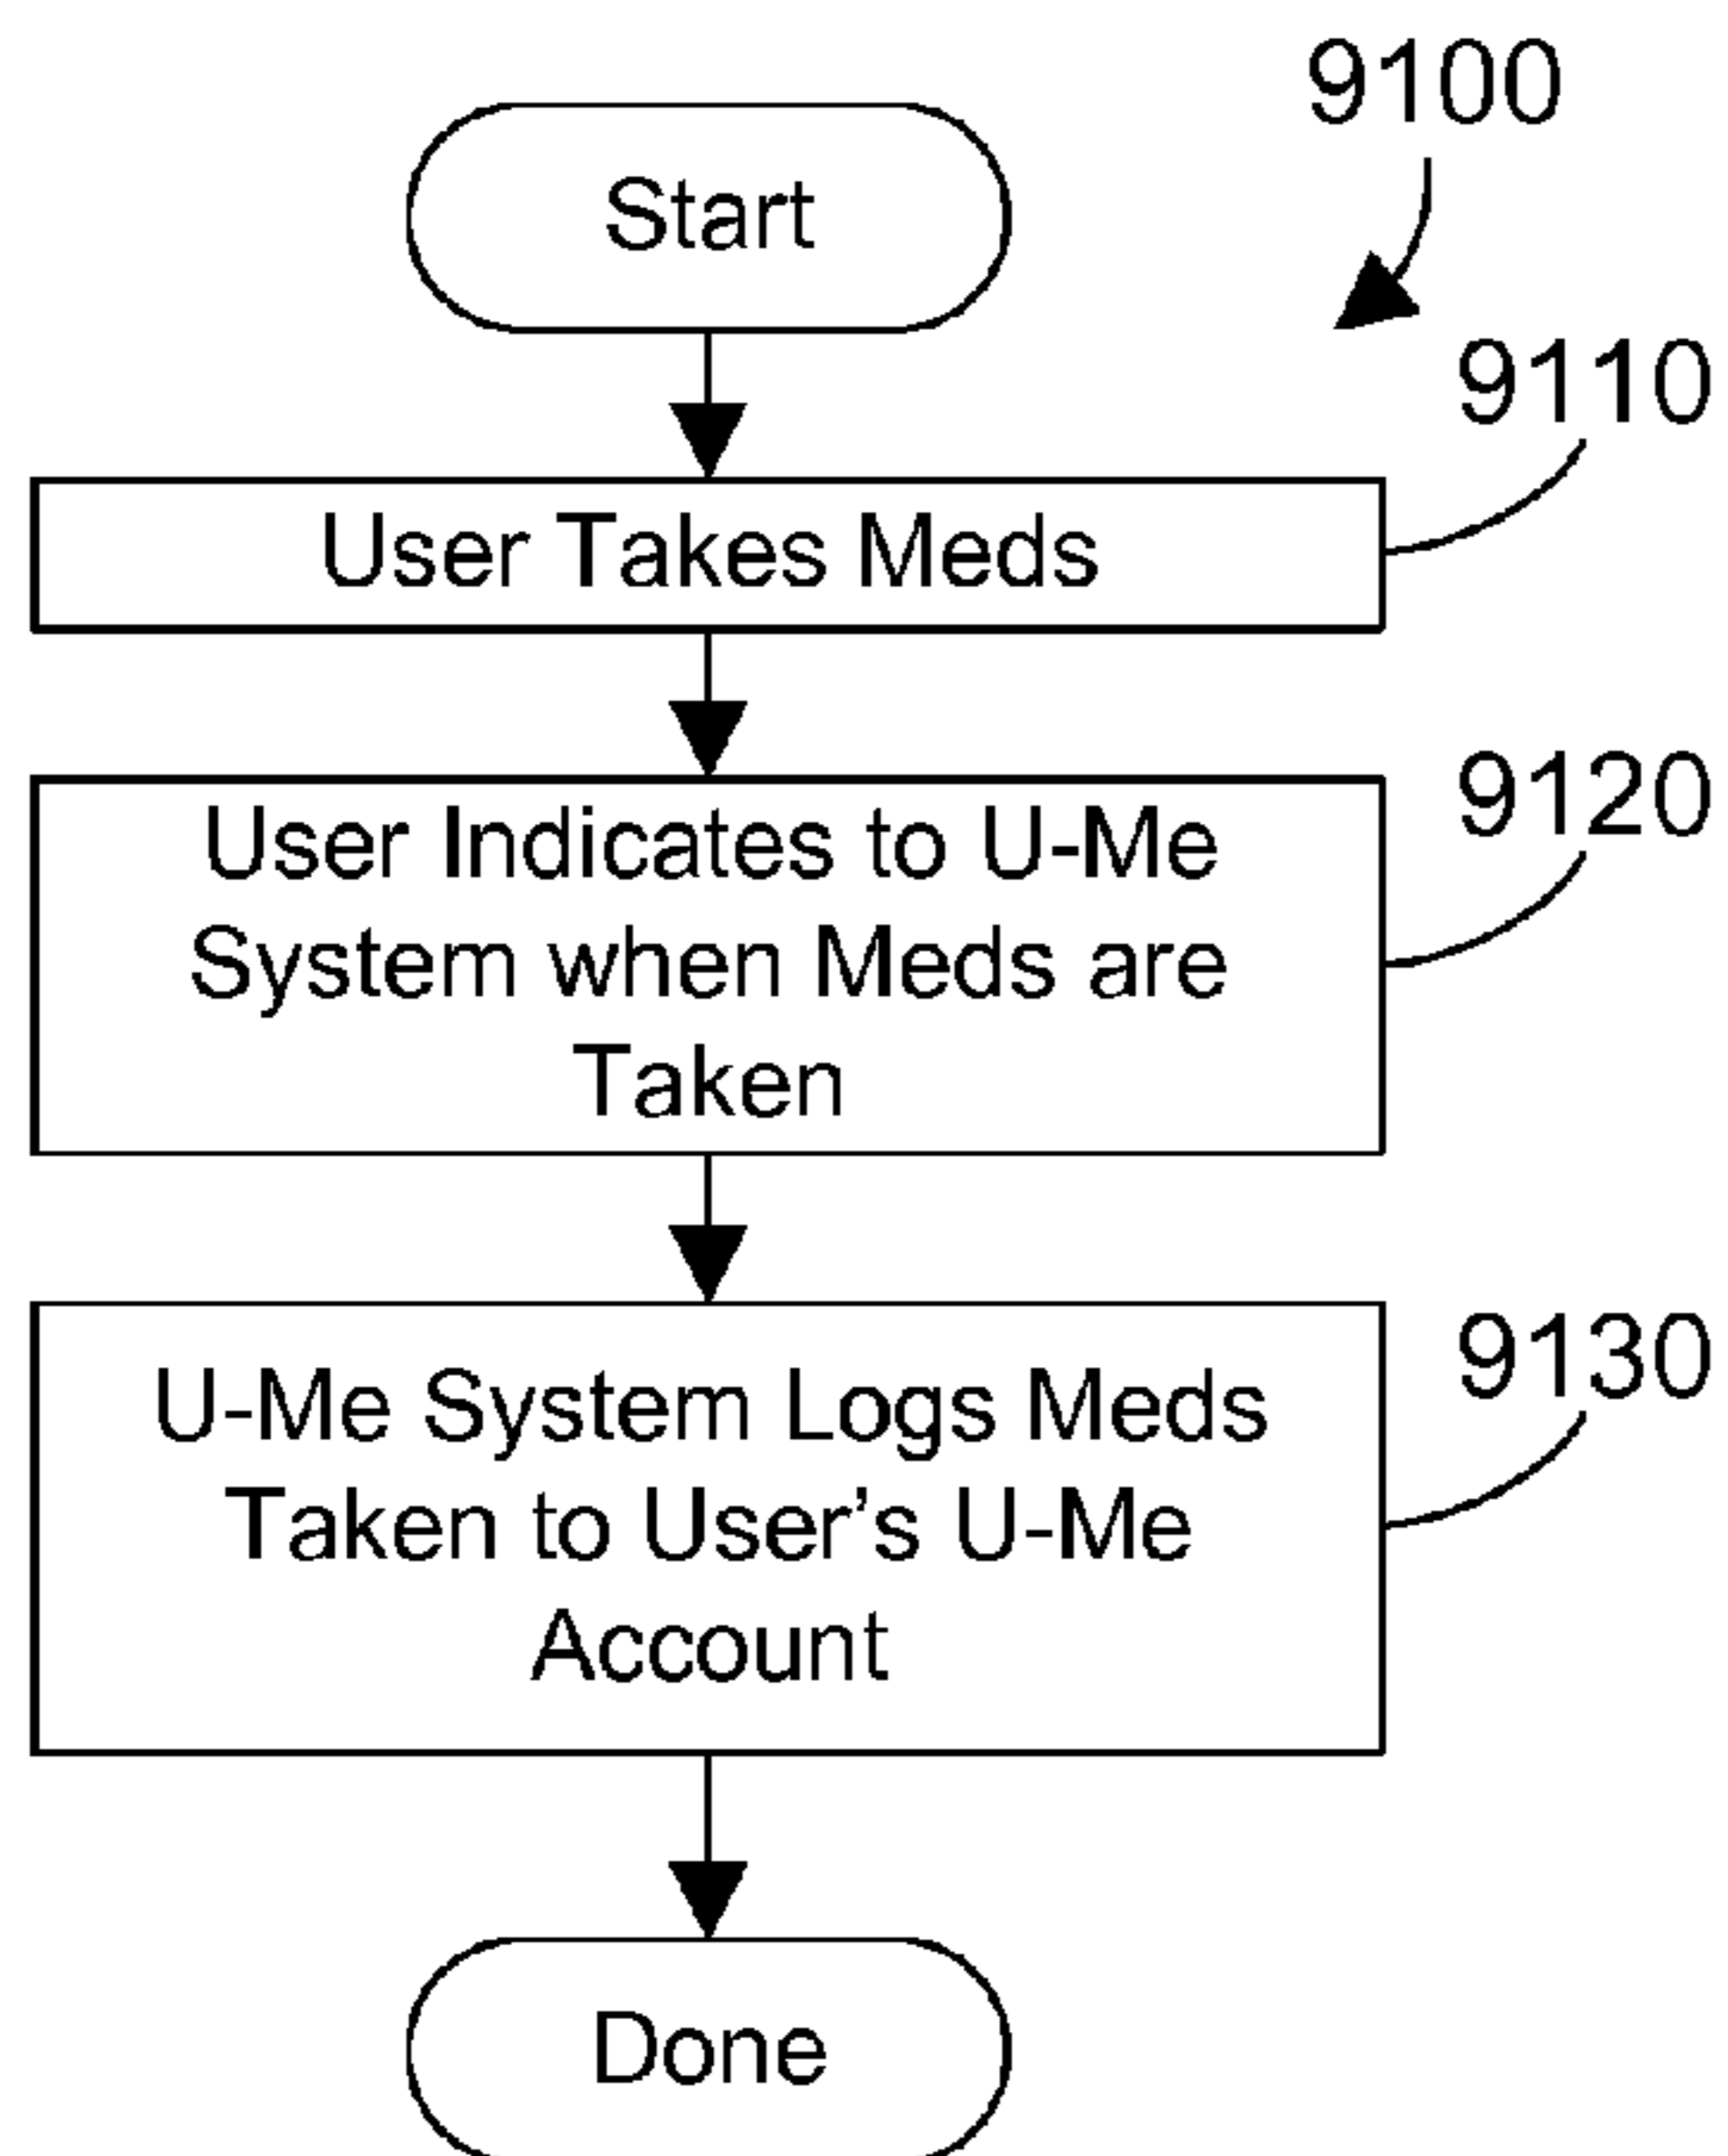 9100
Start
9110
User Takes Meds
9120
User Indicates to U-Me
System when Meds are
Taken
9130
U-Me System Logs Meds
Taken to User’s U-Me
Account
Done